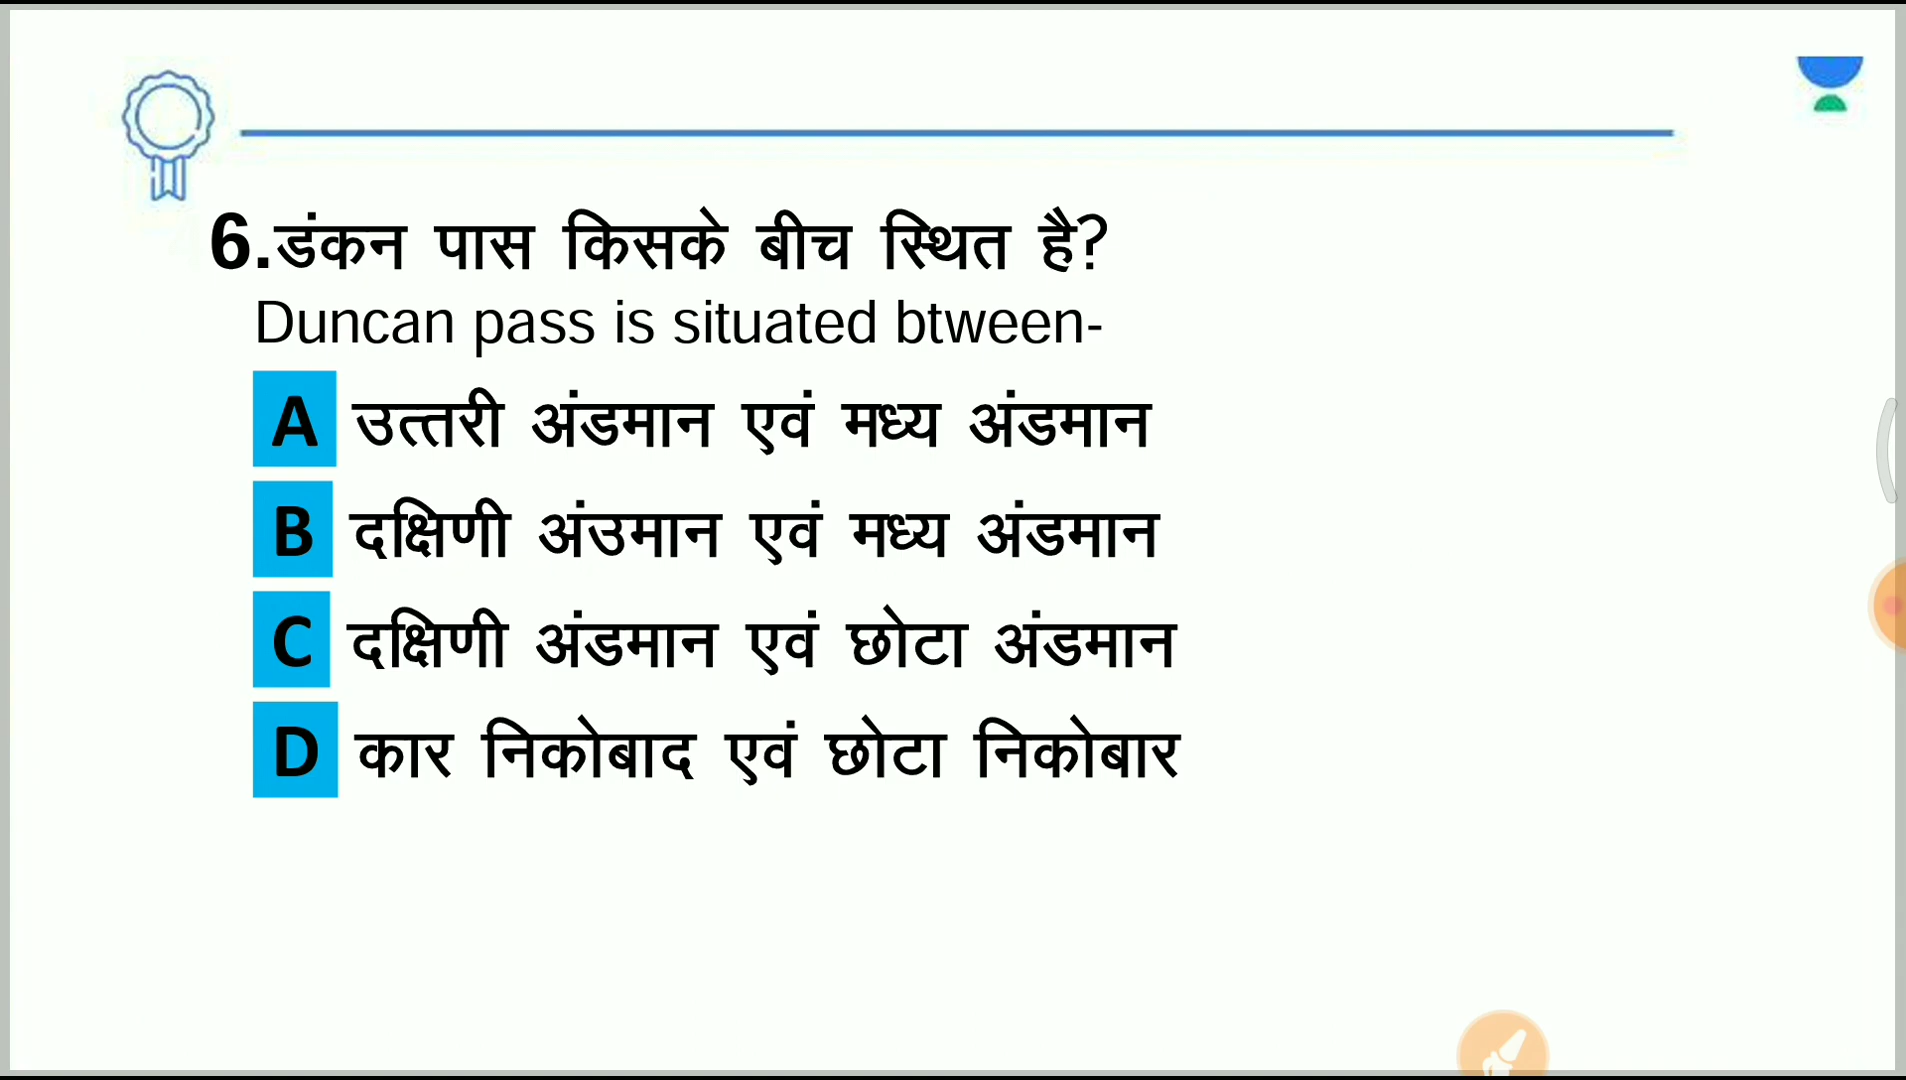 6.डंकन पास किसके बीच स्थित है?
Duncan pass is situated btween-
A उत्तरी अंडमान एवं मध्य अंडमान
B दक्षिणी अंउमान एवं मध्य अंडमान
C दक्षिणी अंडमान एवं छोटा अंडमान
D कार निकोबाद एवं छोटा निकोबार